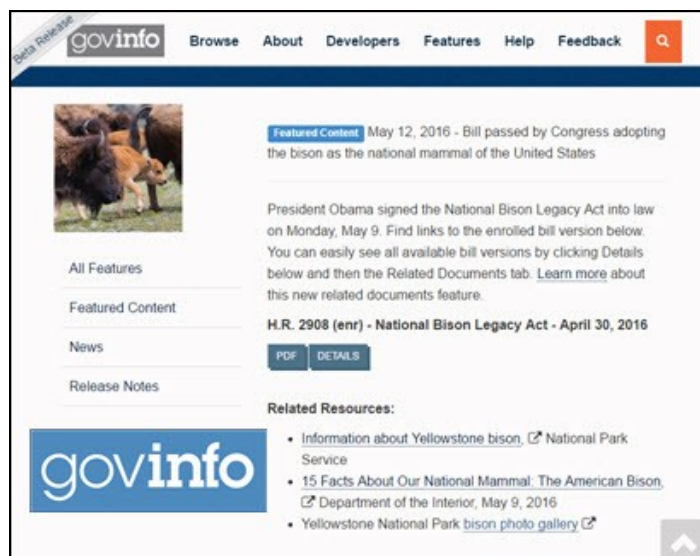 Beta Release
govinfo
Browse
About
Developers
Features
Help
Feedback
Featured Content May 12, 2016 - Bill passed by Congress adopting
the bison as the national mammal of the United States
President Obama signed the National Bison Legacy Act into law
on Monday, May 9. Find links to the enrolled bill version below.
You can easily see all available bill versions by clicking Details
below and then the Related Documents tab. Learn more about
this new related documents feature.
H.R. 2908 (enr) - National Bison Legacy Act - April 30, 2016
PDF
DETAILS
Related Resources:
Information about Yellowstone bison, National Park
Service
15 Facts About Our National Mammal: The American Bison,
Department of the Interior, May 9, 2016
Yellowstone National Park bison photo gallery
All Features
Featured Content
News
Release Notes
govinfo